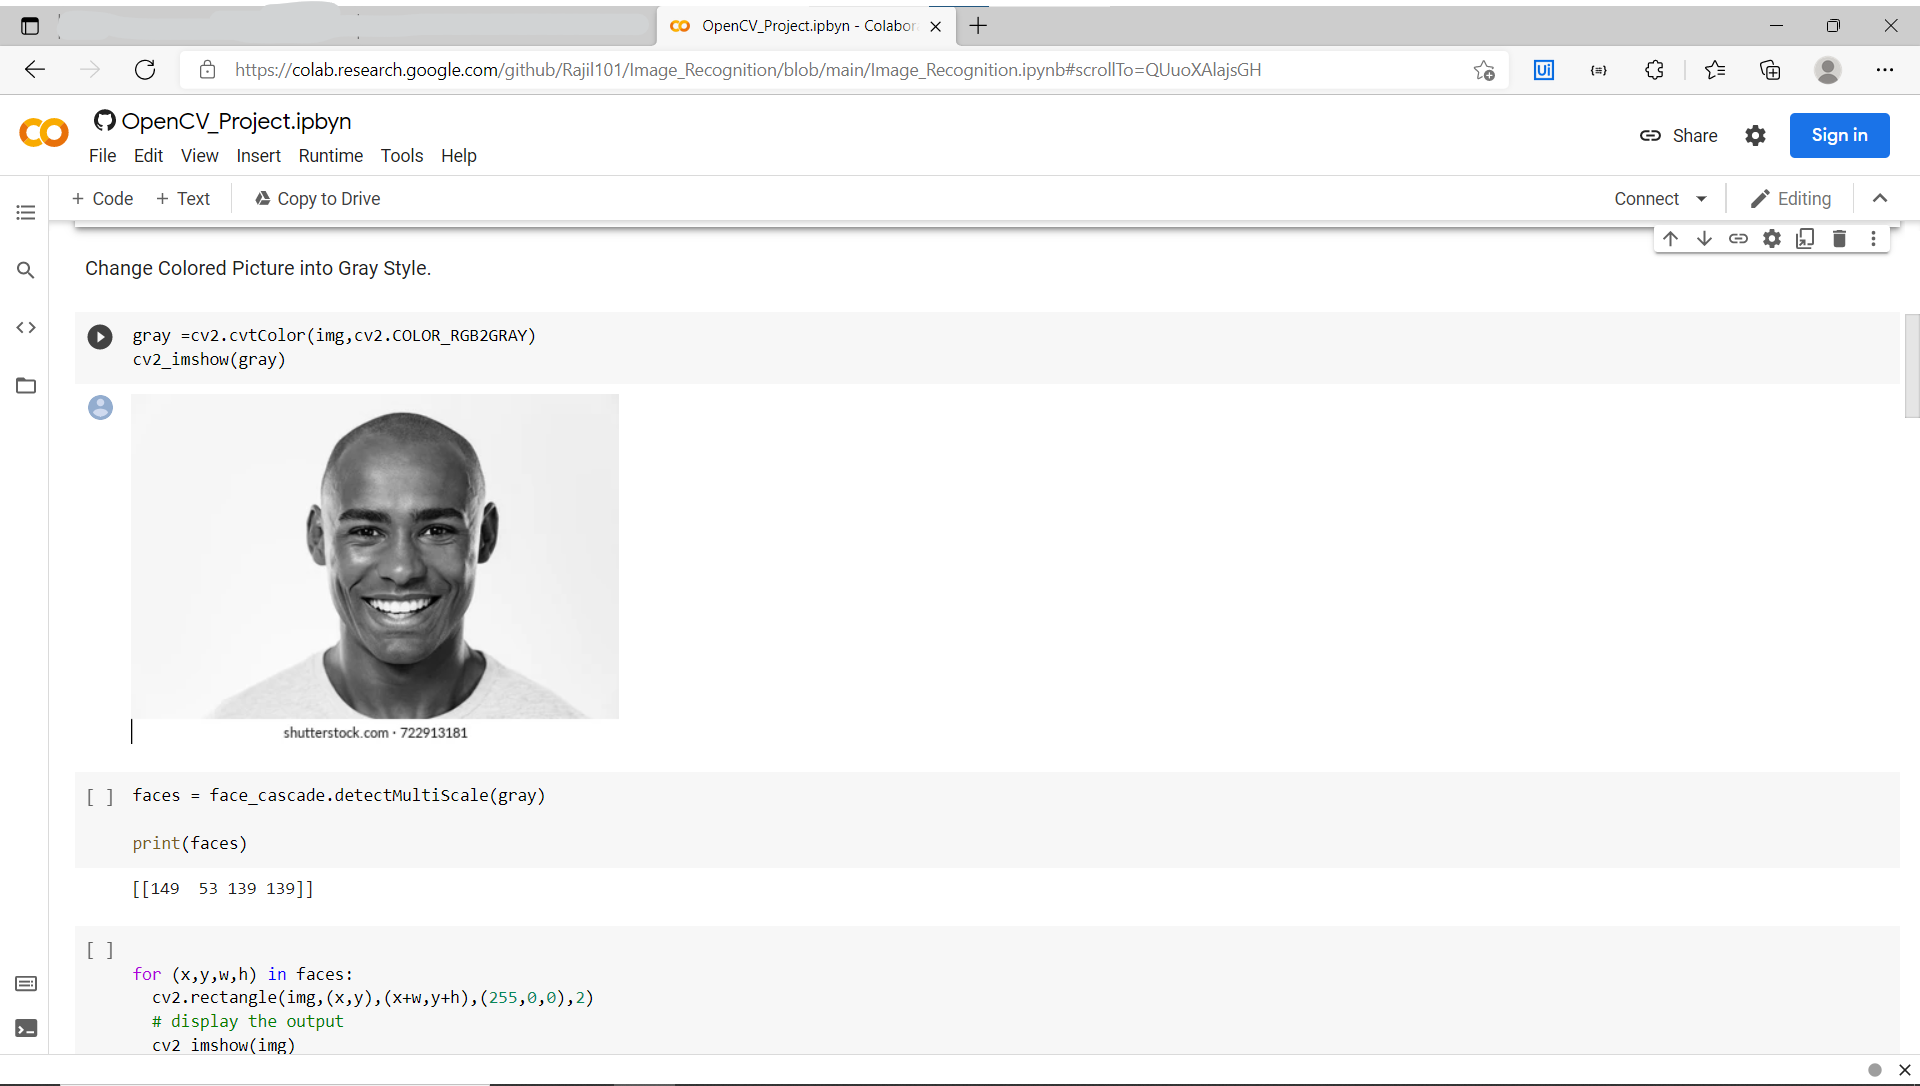 OpenCV_Project.ipbyn - Colabor
https://colab.research.google.com/github/Rajil101/Image_Recognition/blob/main/Image_Recognition.ipynb#scrollTo=QUuoXAlajsGH
OpenCV_Project.ipbyn
File Edit View Insert Runtime Tools Help
Share
Sign in
+ Code + Text Copy to Drive
Connect
Editing
Change Colored Picture into Gray Style.
gray =cv2.cvtColor(img,cv2.COLOR_RGB2GRAY)
cv2_imshow(gray)
shutterstock.com · 722913181
[ ] faces = face_cascade.detectMultiScale(gray)
print(faces)
[[149  53 139 139]]
[ ]
for (x,y,w,h) in faces:
  cv2.rectangle(img,(x,y),(x+w,y+h),(255,0,0),2)
  # display the output
  cv2_imshow(img)